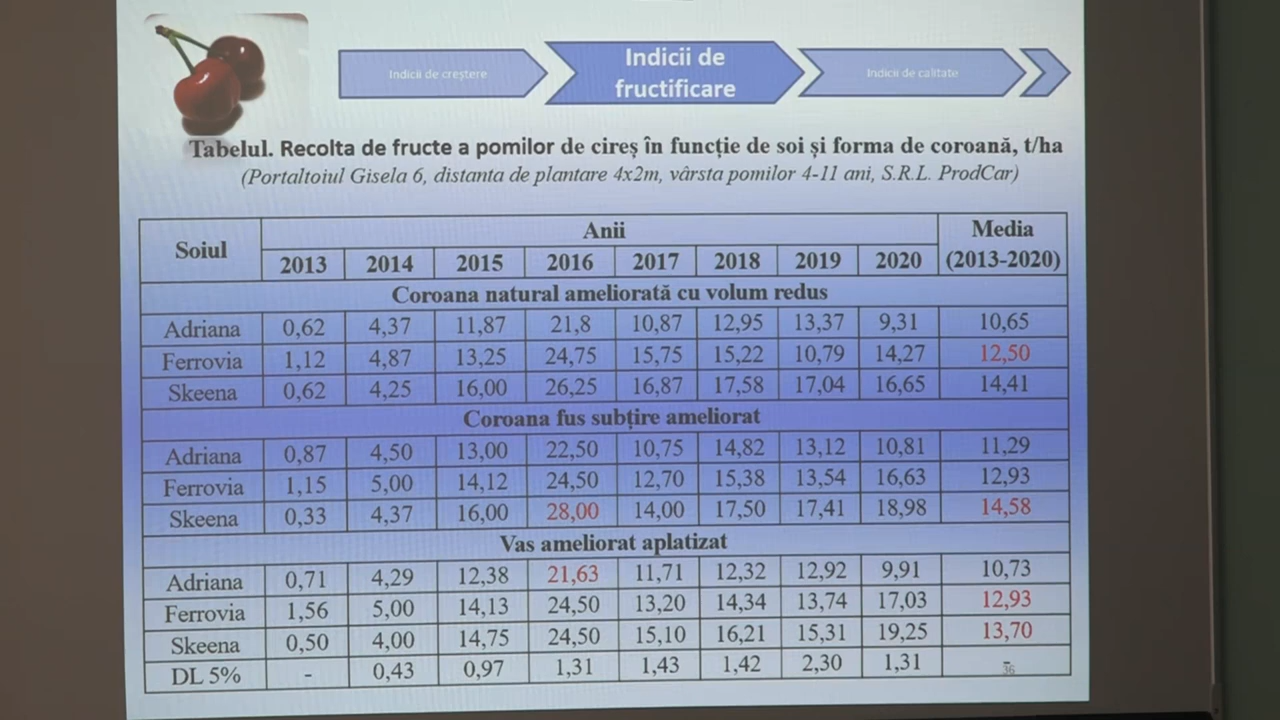 Indicii de creștere
Indicii de
fructificare
Indicii de calitate
Tabelul. Recolta de fructe a pomilor de cireș în funcție de soi și forma de coroană, t/ha
(Portaltoiul Gisela 6, distanta de plantare 4x2m, vârsta pomilor 4-11 ani, S.R.L. ProdCar)
Soiul Anii Media
2013 2014 2015 2016 2017 2018 2019 2020 (2013-2020)
Coroana natural ameliorată cu volum redus
Adriana 0,62 4,37 11,87 21,8 10,87 12,95 13,37 9,31 10,65
Ferrovia 1,12 4,87 13,25 24,75 15,75 15,22 10,79 14,27 12,50
Skeena 0,62 4,25 16,00 26,25 16,87 17,58 17,04 16,65 14,41
Coroana fus subțire ameliorat
Adriana 0,87 4,50 13,00 22,50 10,75 14,82 13,12 10,81 11,29
Ferrovia 1,15 5,00 14,12 24,50 12,70 15,38 13,54 16,63 12,93
Skeena 0,33 4,37 16,00 28,00 14,00 17,50 17,41 18,98 14,58
Vas ameliorat aplatizat
Adriana 0,71 4,29 12,38 21,63 11,71 12,32 12,92 9,91 10,73
Ferrovia 1,56 5,00 14,13 24,50 13,20 14,34 13,74 17,03 12,93
Skeena 0,50 4,00 14,75 24,50 15,10 16,21 15,31 19,25 13,70
DL 5% - 0,43 0,97 1,31 1,43 1,42 2,30 1,31 -
36